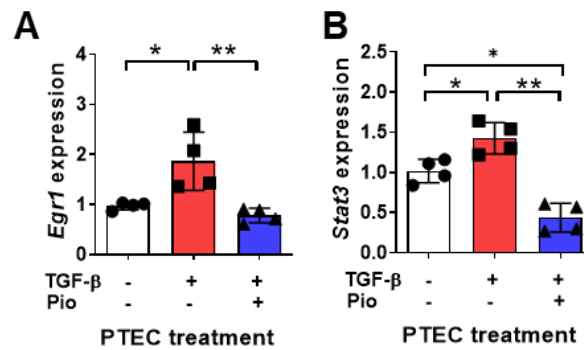 A
Egr1 expression
4
3
2
1
0
* **
TGF-β - + +
Pio - - +
PTEC treatment
B
Stat3 expression
2.5
2.0
1.5
1.0
0.5
0.0
*
* **
TGF-β - + +
Pio - - +
PTEC treatment